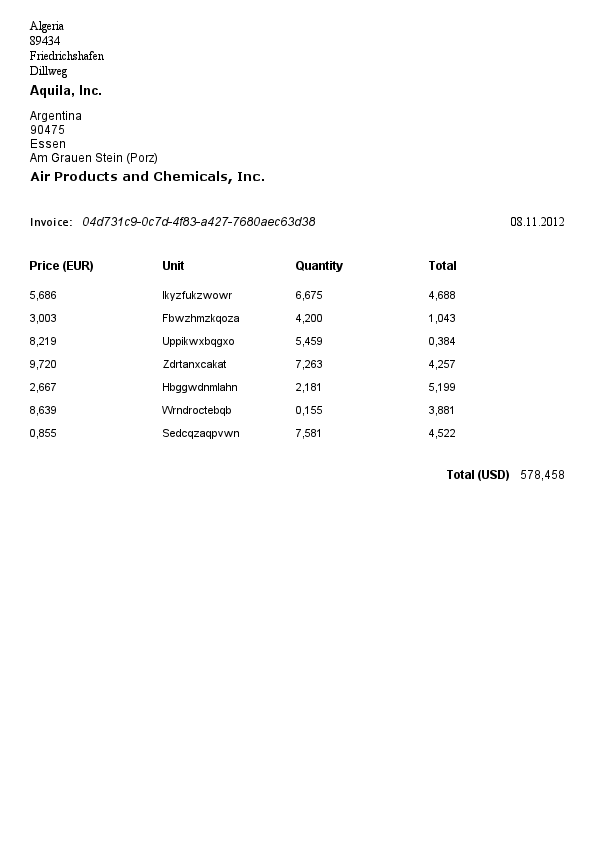 Algeria
89434
Friedrichshafen
Dillweg
Aquila, Inc.
Argentina
90475
Essen
Am Grauen Stein (Porz)
Air Products and Chemicals, Inc.
Invoice: 04d731c9-0c7d-4f83-a427-7680aec63d38 08.11.2012
Price (EUR) Unit Quantity Total
5,686 Ikyzfukzwowr 6,675 4,688
3,003 Fbwzhmzkqoza 4,200 1,043
8,219 Uppikwxbqgxo 5,459 0,384
9,720 Zdrtanxcakat 7,263 4,257
2,667 Hbggwdnmlahn 2,181 5,199
8,639 Wrndroctebqb 0,155 3,881
0,855 Sedcqzaqpvwn 7,581 4,522
Total (USD) 578,458